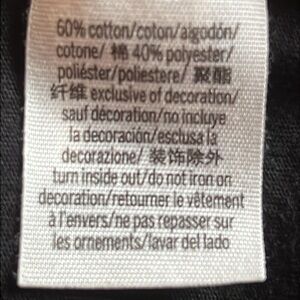 60% cotton/coton/algodón/
cotone/ 棉 40% polyester/
poliéster/poliestere/ 聚酯
纤维 exclusive of decoration/
sauf décoration/no incluye
la decoración/esclusa la
decorazione/ 装饰除外
turn inside out/do not iron on
decoration/retourner le vêtement
à l'envers/ne pas repasser sur
les ornements/lavar del lado